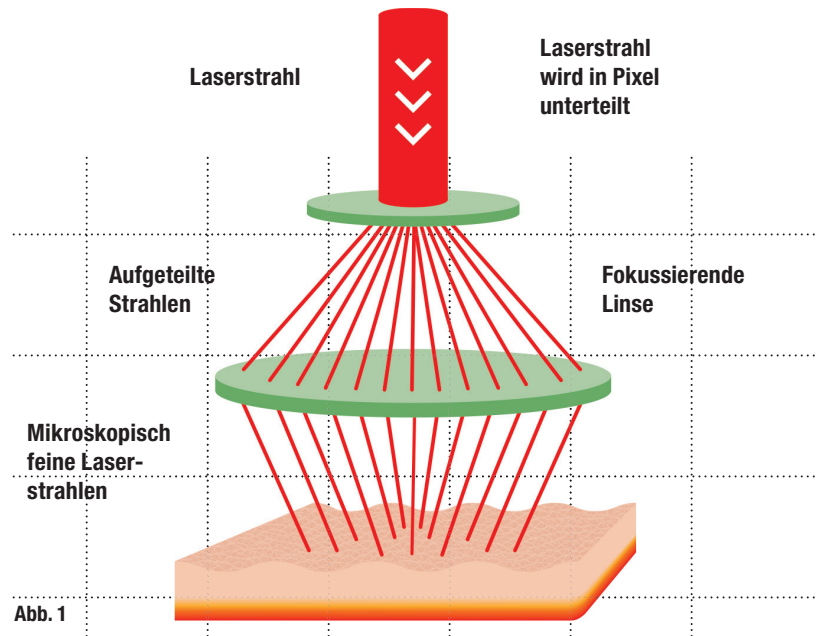 Laserstrahl
Laserstrahl
wird in Pixel
unterteilt
Aufgeteilte
Strahlen
Fokussierende
Linse
Mikroskopisch
feine Laser-
strahlen
Abb. 1